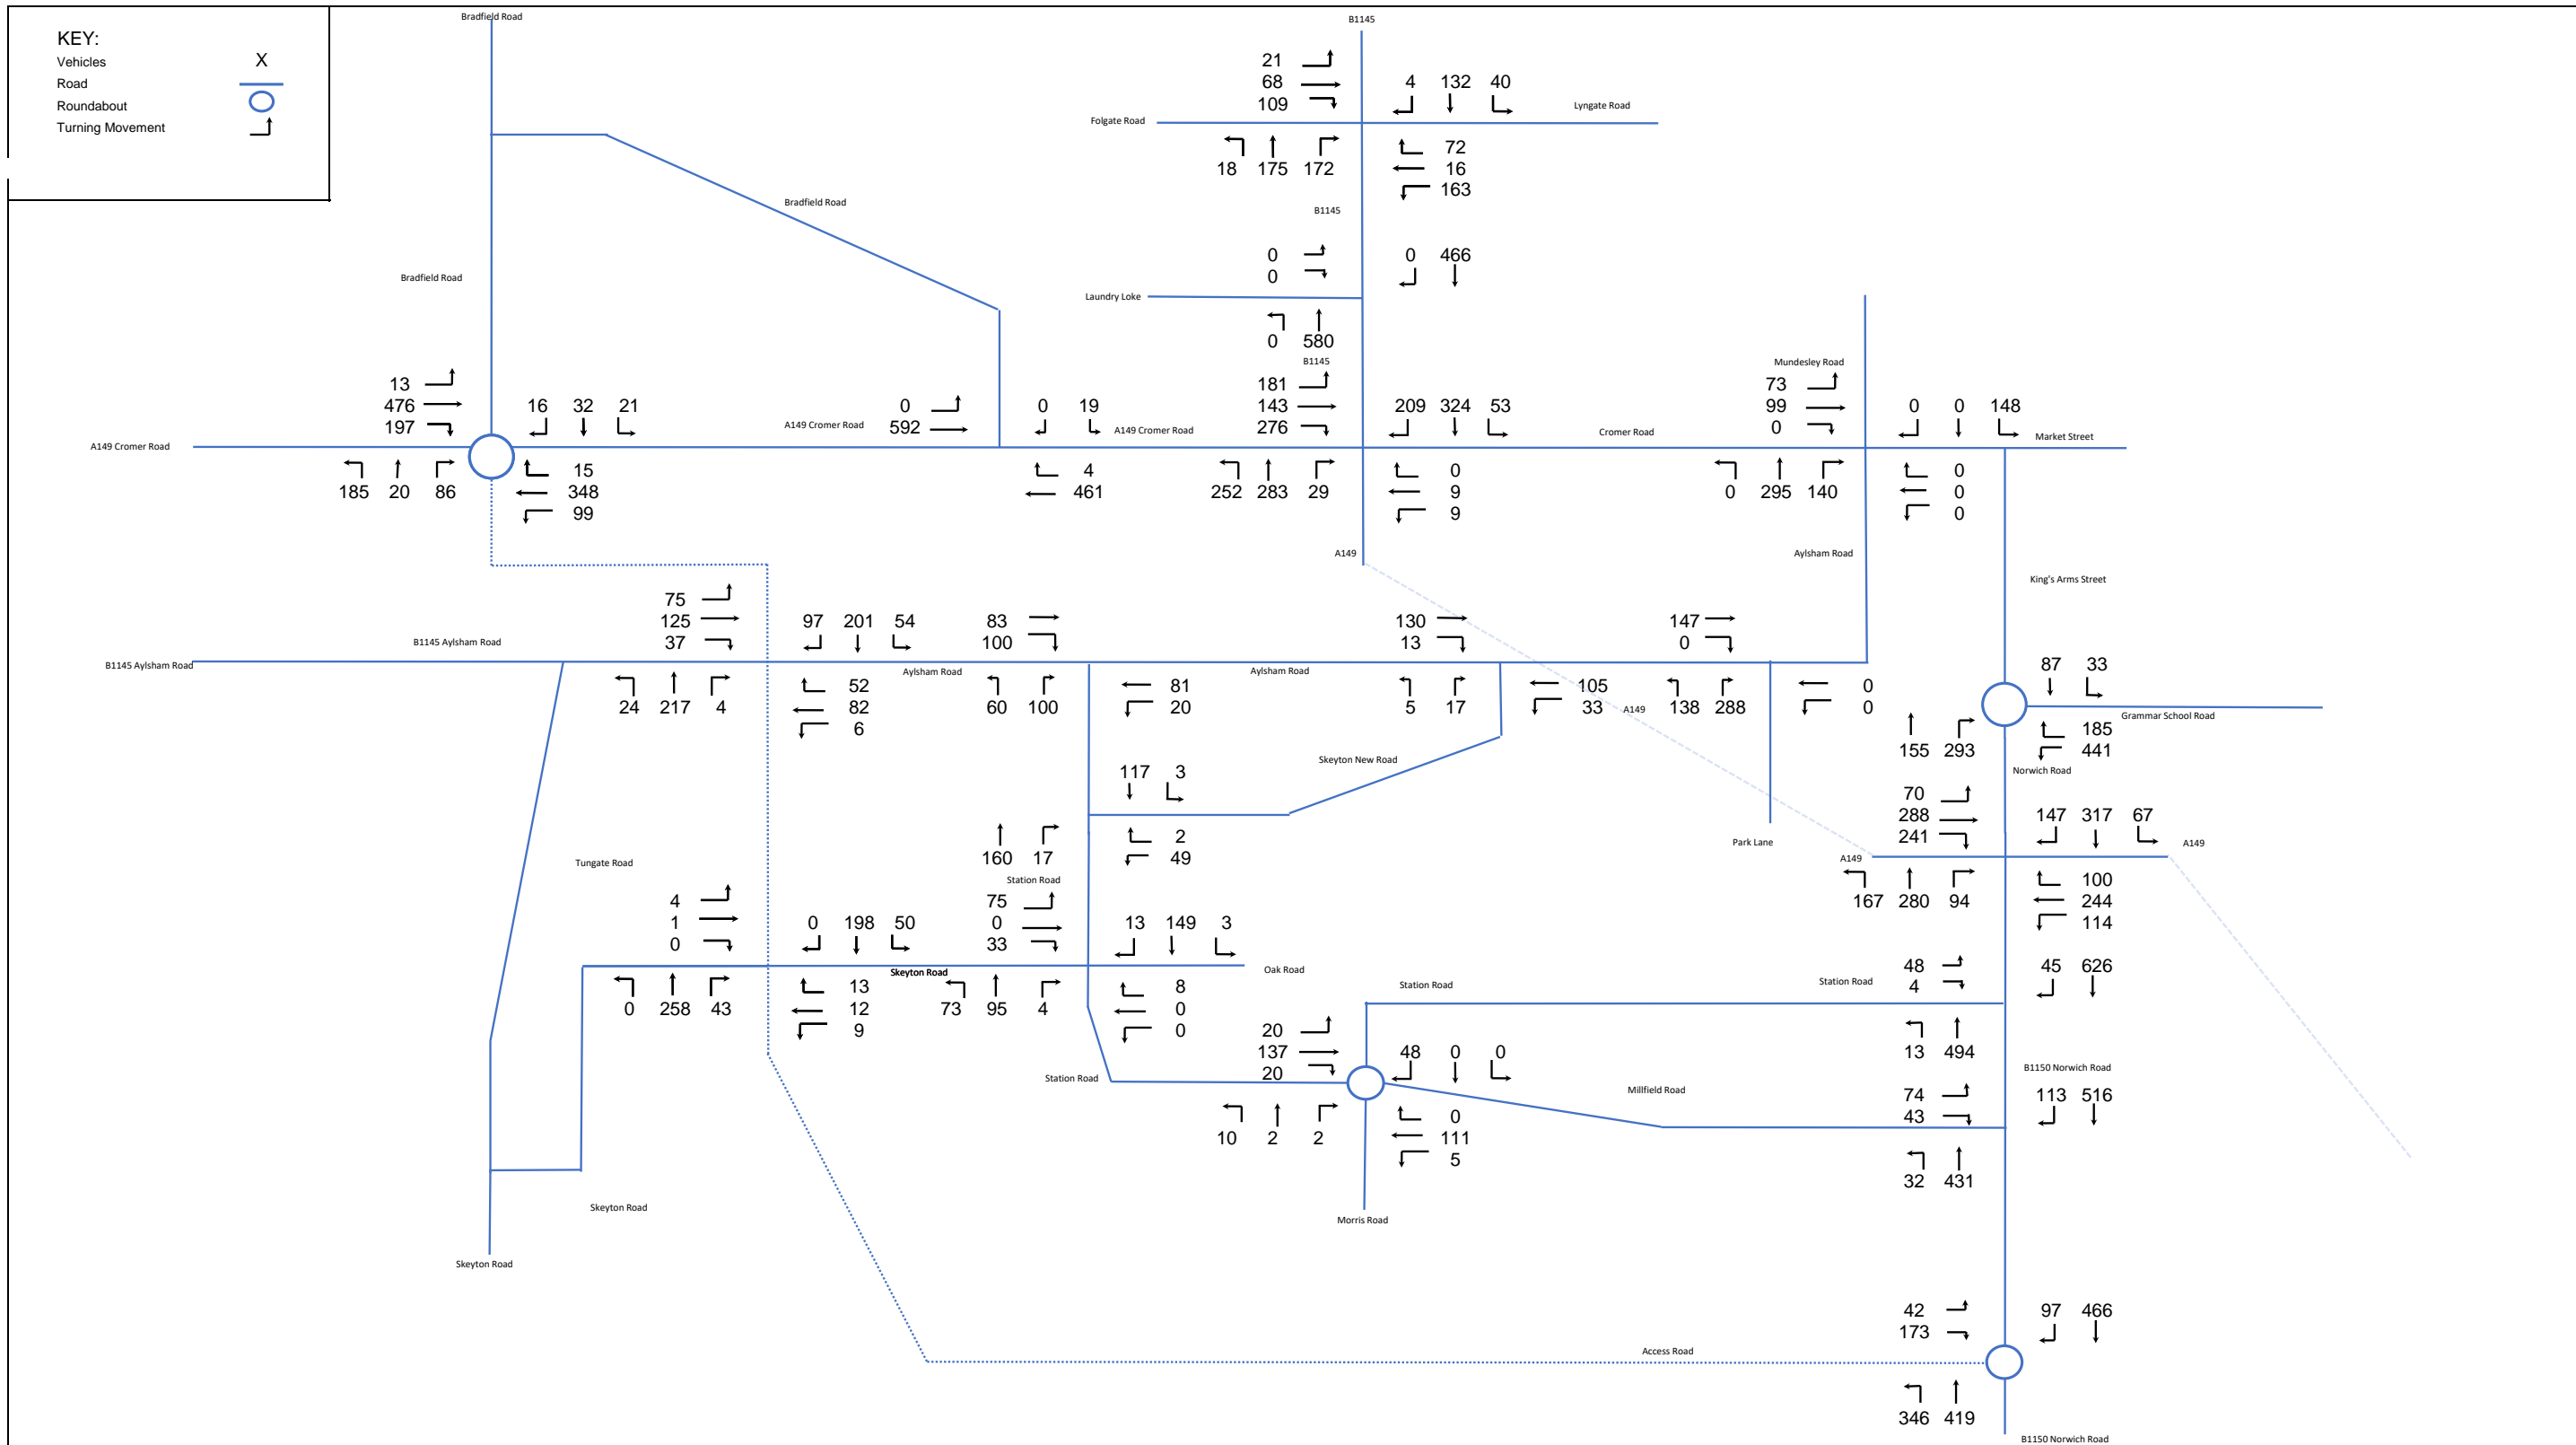 Bradfield Road
B1145
KEY:
Vehicles X
Road
Roundabout
Turning Movement
21
68
109
4 132 40
Folgate Road
Lyngate Road
18 175 172
72
16
163
Bradfield Road
B1145
Bradfield Road
0
0
0 466
Laundry Loke
0 580
B1145
Mundesley Road
13
476
197
16 32 21
A149 Cromer Road
0
592
0 19
A149 Cromer Road
181
143
276
209 324 53
Cromer Road
73
99
0
0 0 148
Market Street
A149 Cromer Road
185 20 86
15
348
99
4
461
252 283 29
0
9
9
0 295 140
0
0
0
A149
Aylsham Road
King's Arms Street
75
125
37
B1145 Aylsham Road
97 201 54
83
100
130
13
147
0
B1145 Aylsham Road
Aylsham Road
Aylsham Road
24 217 4
52
82
6
60 100
81
20
5 17
105
33
A149
138 288
0
0
87 33
Grammar School Road
155 293
185
441
Norwich Road
Skeyton New Road
117 3
2
49
160 17
Station Road
Park Lane
70
288
241
147 317 67
A149
A149
167 280 94
100
244
114
Tungate Road
4
1
0
0 198 50
75
0
33
13 149 3
Skeyton Road
Oak Road
0 258 43
13
12
9
73 95 4
8
0
0
Station Road
Station Road
48
4
45 626
13 494
20
137
20
48 0 0
Station Road
Millfield Road
10 2 2
0
111
5
B1150 Norwich Road
74
43
113 516
32 431
Skeyton Road
Morris Road
Skeyton Road
42
173
97 466
Access Road
346 419
B1150 Norwich Road